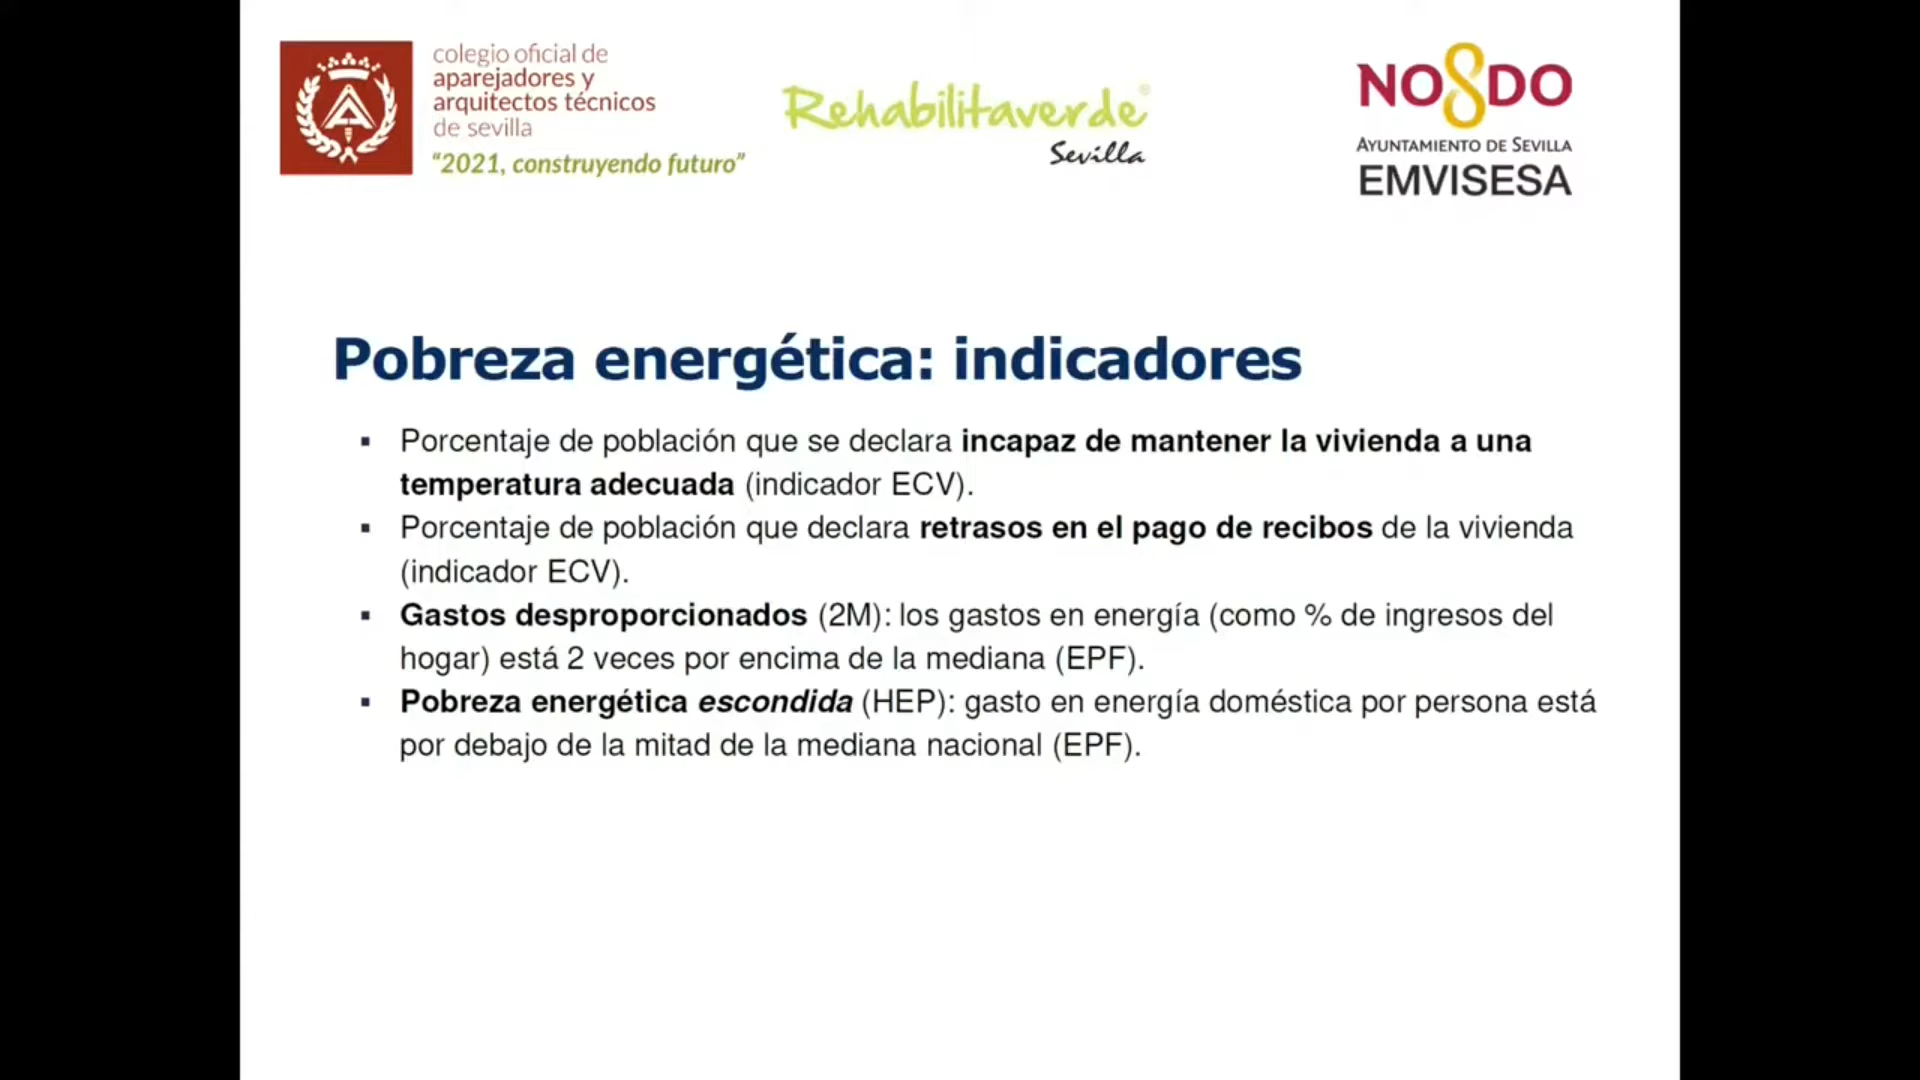 colegio oficial de
aparejadores y
arquitectos técnicos
de sevilla
“2021, construyendo futuro”
Rehabilitaverde®
Sevilla
NO8DO
AYUNTAMIENTO DE SEVILLA
EMVISESA
Pobreza energética: indicadores
▪ Porcentaje de población que se declara incapaz de mantener la vivienda a una
temperatura adecuada (indicador ECV).
▪ Porcentaje de población que declara retrasos en el pago de recibos de la vivienda
(indicador ECV).
▪ Gastos desproporcionados (2M): los gastos en energía (como % de ingresos del
hogar) está 2 veces por encima de la mediana (EPF).
▪ Pobreza energética escondida (HEP): gasto en energía doméstica por persona está
por debajo de la mitad de la mediana nacional (EPF).